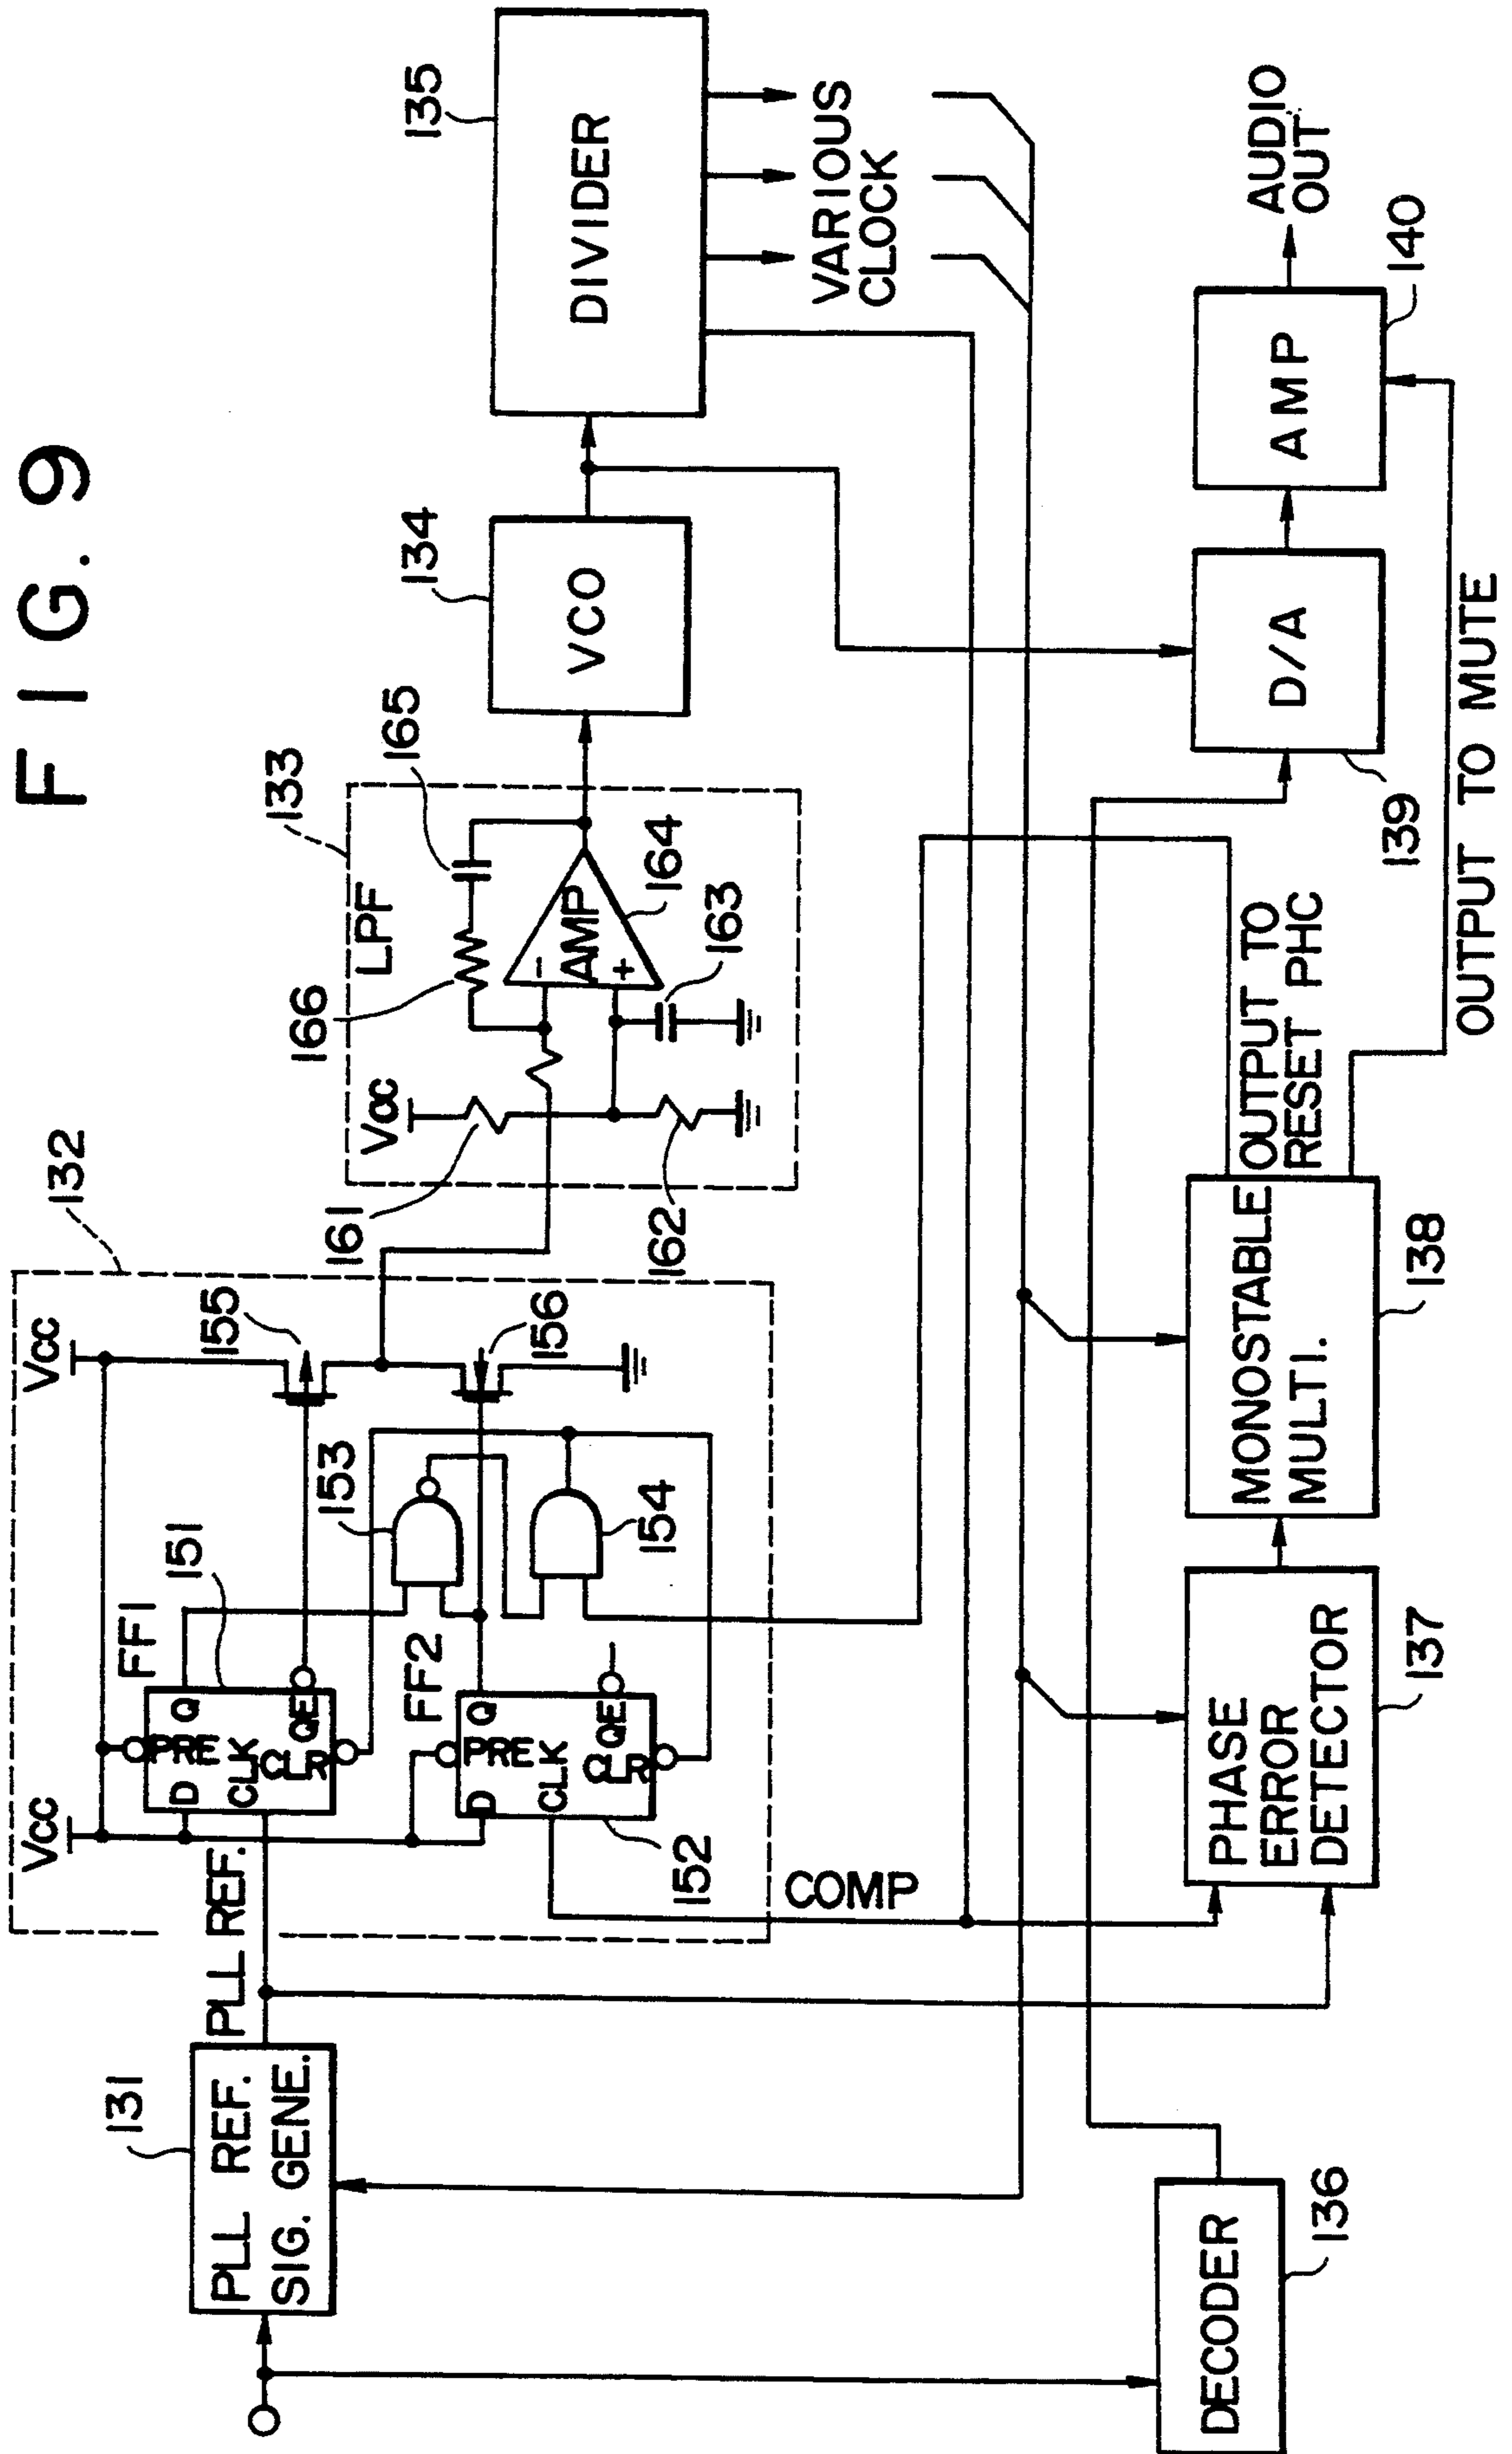 FIG. 9
131
PLL REF.
SIG. GENE.
PLL REF.
132
Vcc
Vcc
FF1
151
D
Q
PRE
CLK
CLR
QE
155
153
FF2
D
Q
PRE
CLK
CLR
QE
152
156
154
COMP
133
LPF
166
165
Vcc
161
162
AMP
-
+
164
163
134
VCO
135
DIVIDER
VARIOUS
CLOCK
DECODER
136
PHASE
ERROR
DETECTOR
137
MONOSTABLE
MULTI.
138
OUTPUT TO
RESET PHC
OUTPUT TO MUTE
D/A
139
AMP
140
AUDIO
OUT